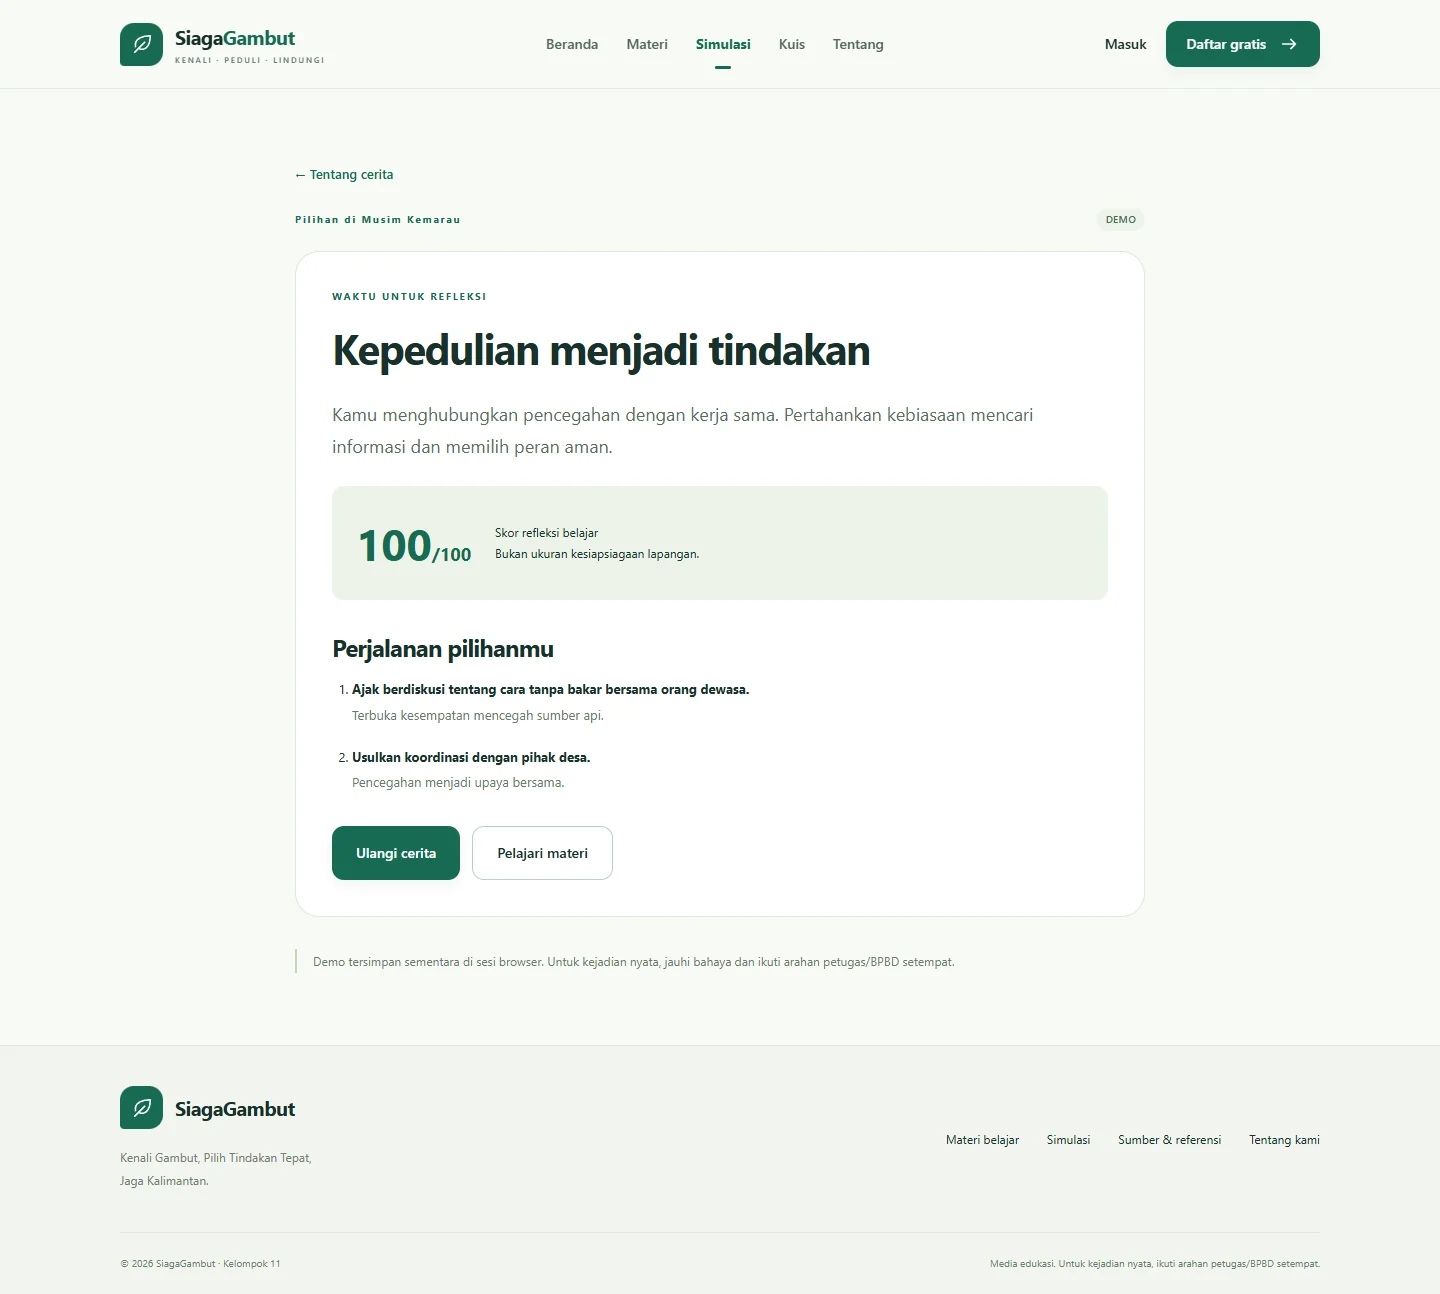 SiagaGambut
KENALI · PEDULI · LINDUNGI
Beranda
Materi
Simulasi
Kuis
Tentang
Masuk
Daftar gratis →
← Tentang cerita
Pilihan di Musim Kemarau
DEMO
WAKTU UNTUK REFLEKSI
Kepedulian menjadi tindakan
Kamu menghubungkan pencegahan dengan kerja sama. Pertahankan kebiasaan mencari
informasi dan memilih peran aman.
100/100
Skor refleksi belajar
Bukan ukuran kesiapsiagaan lapangan.
Perjalanan pilihanmu
1. Ajak berdiskusi tentang cara tanpa bakar bersama orang dewasa.
Terbuka kesempatan mencegah sumber api.
2. Usulkan koordinasi dengan pihak desa.
Pencegahan menjadi upaya bersama.
Ulangi cerita
Pelajari materi
Demo tersimpan sementara di sesi browser. Untuk kejadian nyata, jauhi bahaya dan ikuti arahan petugas/BPBD setempat.
SiagaGambut
Kenali Gambut, Pilih Tindakan Tepat,
Jaga Kalimantan.
Materi belajar
Simulasi
Sumber & referensi
Tentang kami
© 2026 SiagaGambut · Kelompok 11
Media edukasi. Untuk kejadian nyata, ikuti arahan petugas/BPBD setempat.